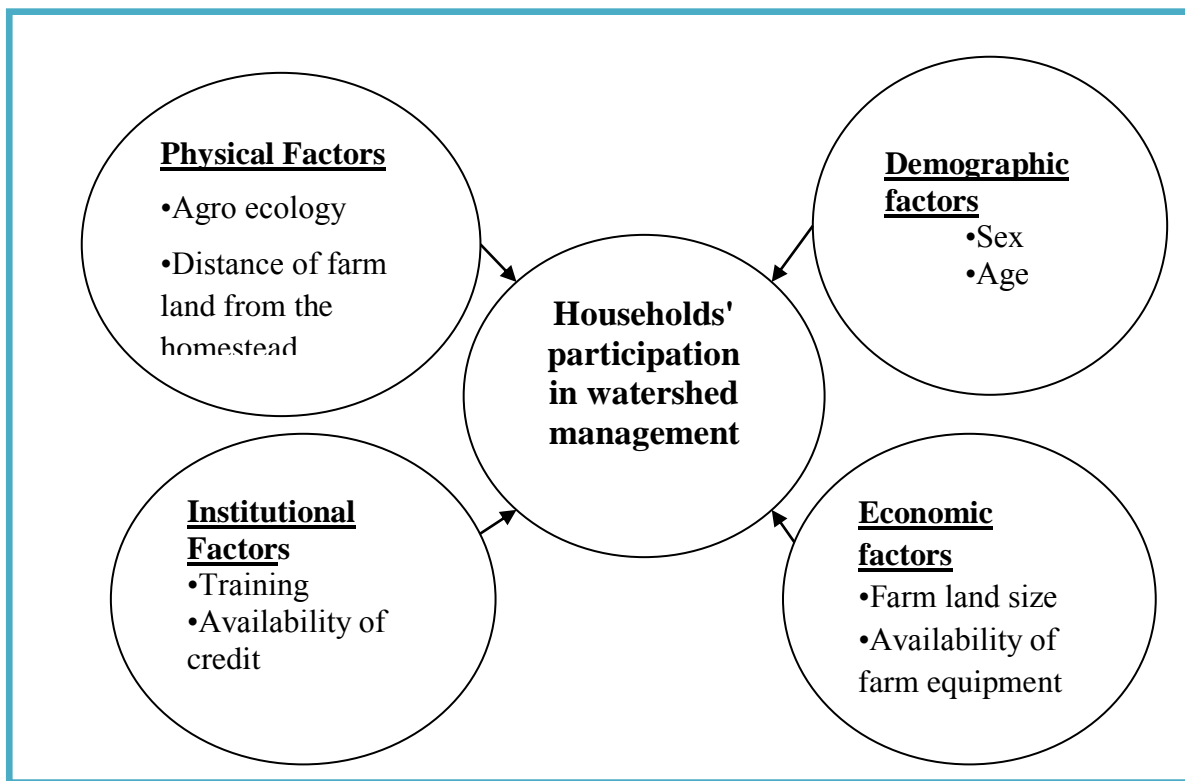 Physical Factors
•Agro ecology
•Distance of farm
land from the
homestead
Demographic
factors
•Sex
•Age
Households'
participation
in watershed
management
Institutional
Factors
•Training
•Availability of
credit
Economic
factors
•Farm land size
•Availability of
farm equipment